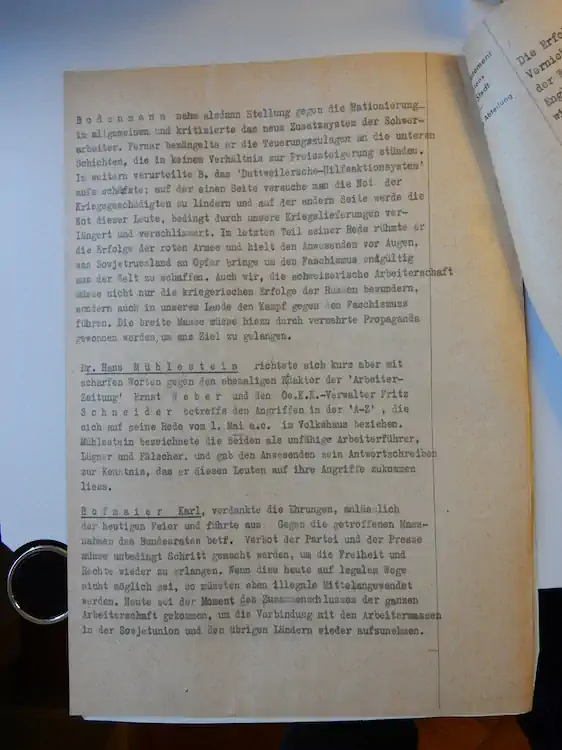 B o d e n m a n n nahm alsdann Stellung gegen die Rationierung
im allgemeinen und kritisierte das neue Zusatzsystem der Schwer-
arbeiter. Ferner bemängelte er die Teuerungszulagen an die unteren
Schichten, die in keinem Verhältnis zur Preissteigerung stünden.
Im weitern verurteilte B. das 'Duttweilersche-Hilfsaktionsystem'
aufs schärfste; auf der einen Seite versuche man die Not der
Kriegsgeschädigten zu lindern und auf der andern Seite werde die
Not dieser Leute, bedingt durch unsere Kriegslieferungen ver-
längert und verschlimmert. Im letzten Teil seiner Rede rühmte er
die Erfolge der roten Armee und hielt den Anwesenden vor Augen,
was Sowjetrussland an Opfer bringe um den Faschismus endgültig
aus der Welt zu schaffen. Auch wir, die schweizerische Arbeiterschaft
müsse nicht nur die kriegerischen Erfolge der Russen bewundern,
sondern auch in unserem Lande den Kampf gegen den Faschismus
führen. Die breite Masse müsse hiezu durch vermehrte Propaganda
gewonnen werden, um ans Ziel zu gelangen.
Dr. Hans M ü h l e s t e i n richtete sich kurz aber mit
scharfen Worten gegen den ehemaligen Redaktor der 'Arbeiter-
Zeitung' Ernst W e b e r und den Oe.K.K.-Verwalter Fritz
S c h n e i d e r betreffs den Angriffen in der 'A-Z', die
sich auf seine Rede vom 1. Mai a.c. im Volkshaus beziehen.
Mühlestein bezeichnete die Beiden als unfähige Arbeiterführer,
Lügner und Fälscher. und gab den Anwesenden sein Antwortschreiben
zur Kenntnis, das er diesen Leuten auf ihre Angriffe zukommen
liess.
H o f m a i e r Karl, verdankte die Ehrungen, anlässlich
der heutigen Feier und führte aus: Gegen die getroffenen Mass-
nahmen des Bundesrates betf. Verbot der Partei und der Presse
müsse unbedingt Schritt gemacht werden, um die Freiheit und
Rechte wieder zu erlangen. Wenn dies heute auf legalem Wege
nicht möglich sei, so müssten eben illegale Mittel angewendet
werden. Heute sei der Moment des Zusammenschlusses der ganzen
Arbeiterschaft gekommen, um die Verbindung mit den Arbeitermassen
in der Sowjetunion und den übrigen Ländern wieder aufzunehmen.
Abteilung
Die Erfo
Vernich
der
Eng
wi